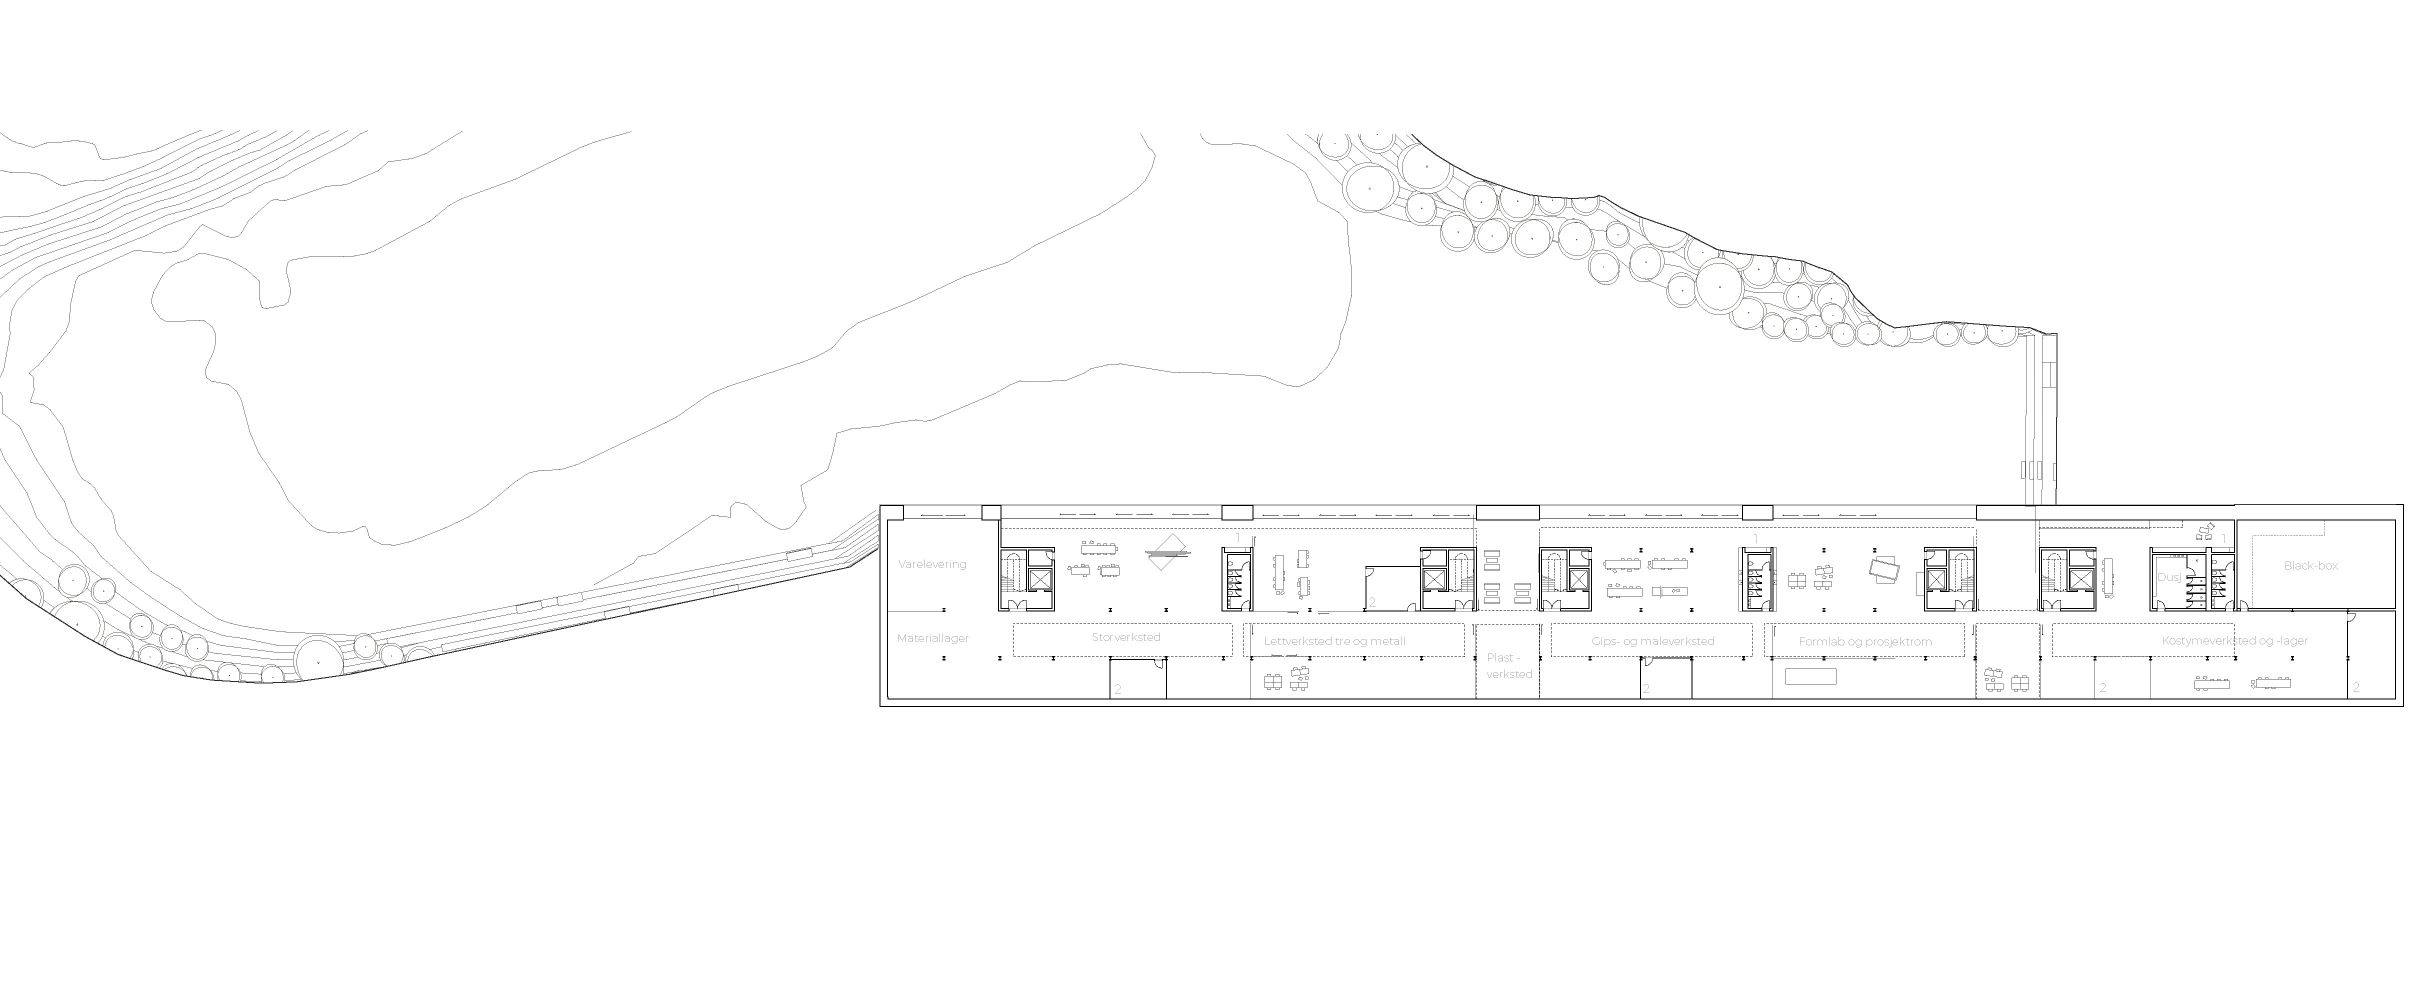 1
1
1
Varelevering
Black-box
Dusj
2
Materiallager
Storverksted
Lettverksted tre og metall
Gips- og maleverksted
Formlab og prosjektrom
Kostymeverksted og -lager
Plast -
verksted
2
2
2
2